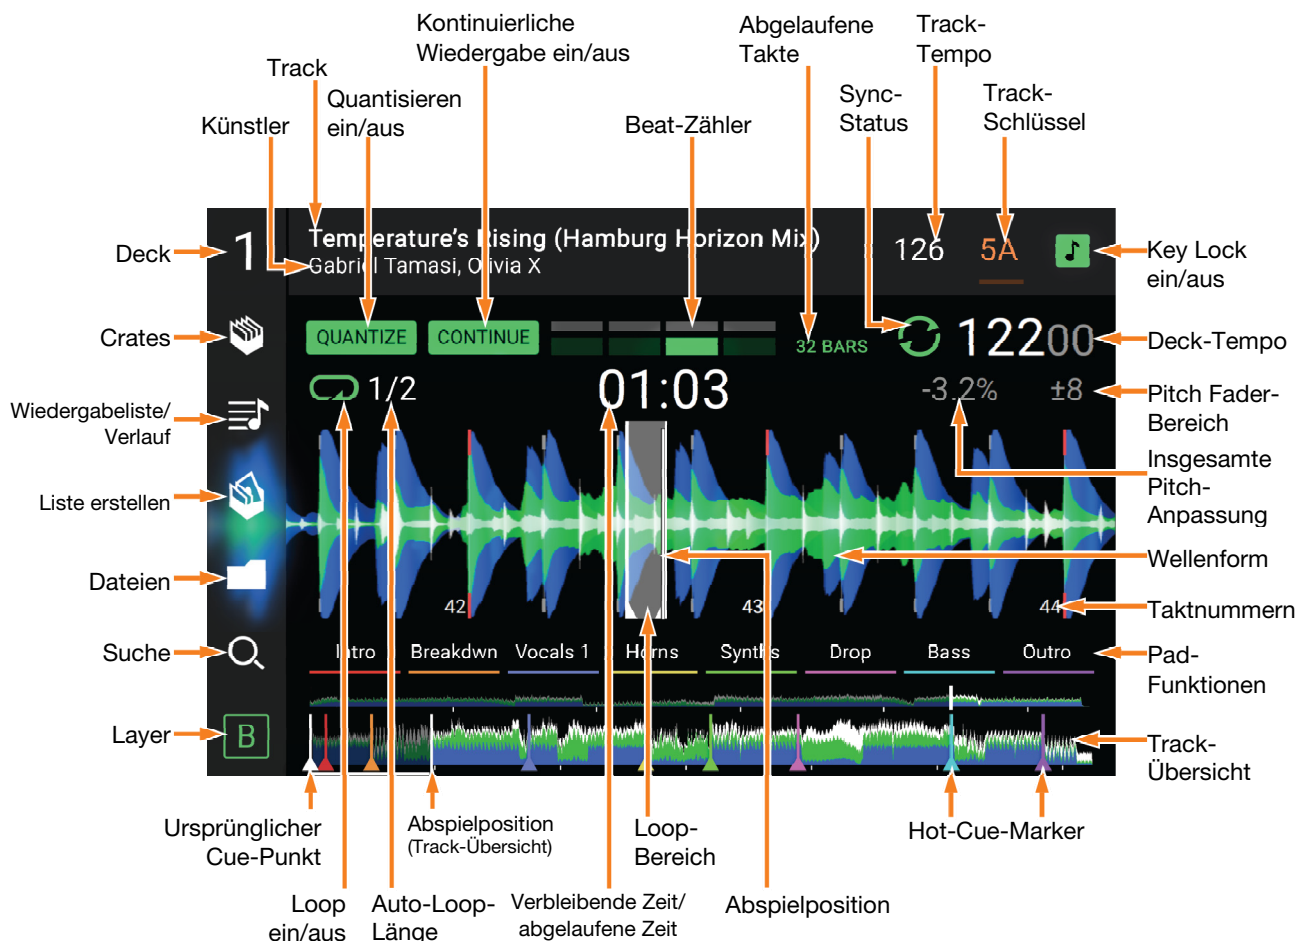 Kontinuierliche
Wiedergabe ein/aus
Abgelaufene
Takte
Track-
Tempo
Track
Quantisieren
ein/aus
Sync-
Status
Track-
Schlüssel
Künstler
Beat-Zähler
Deck
1
Temperature's Rising (Hamburg Horizon Mix)
Gabriel Tamasi, Olivia X
126
5A
Key Lock
ein/aus
Crates
QUANTIZE
CONTINUE
32 BARS
12200
Deck-Tempo
1/2
01:03
-3.2%
±8
Pitch Fader-
Bereich
Wiedergabeliste/
Verlauf
Insgesamte
Pitch-
Anpassung
Liste erstellen
Wellenform
Dateien
42
43
44
Taktnummern
Suche
Intro
Breakdwn
Vocals 1
Horns
Synths
Drop
Bass
Outro
Pad-
Funktionen
Layer
B
Track-
Übersicht
Ursprünglicher
Cue-Punkt
Abspielposition
(Track-Übersicht)
Loop-
Bereich
Hot-Cue-Marker
Loop
ein/aus
Auto-Loop-
Länge
Verbleibende Zeit/
abgelaufene Zeit
Abspielposition